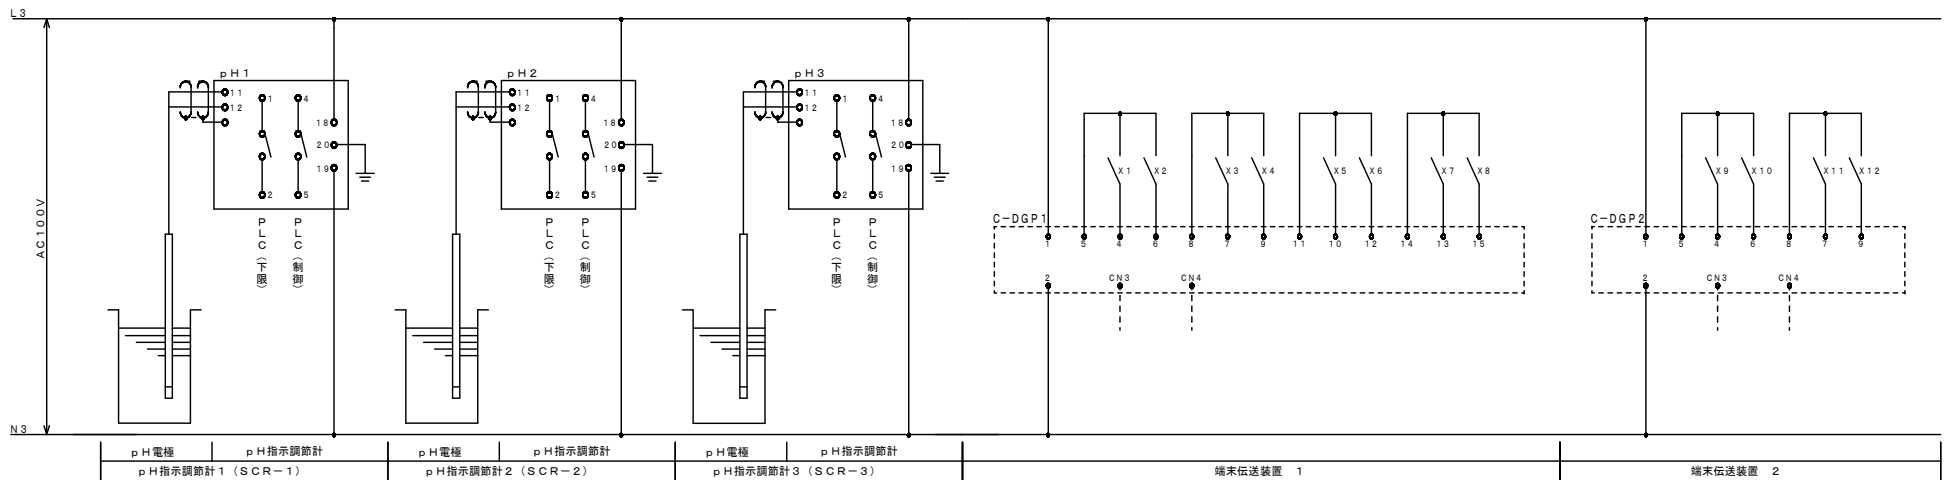 L3
AC100V
pH1
11
12
1
4
18
20
19
2
5
PLC(下限)
PLC(制御)
pH2
11
12
1
4
18
20
19
2
5
PLC(下限)
PLC(制御)
pH3
11
12
1
4
18
20
19
2
5
PLC(下限)
PLC(制御)
X1 X2 X3 X4 X5 X6 X7 X8
C-DGP1
1 5 4 6 8 7 9 11 10 12 14 13 15
2 CN3 CN4
X9 X10 X11 X12
C-DGP2
1 5 4 6 8 7 9
2 CN3 CN4
N3
pH電極 pH指示調節計 pH電極 pH指示調節計 pH電極 pH指示調節計
pH指示調節計1(SCR-1) pH指示調節計2(SCR-2) pH指示調節計3(SCR-3) 端末伝送装置 1 端末伝送装置 2